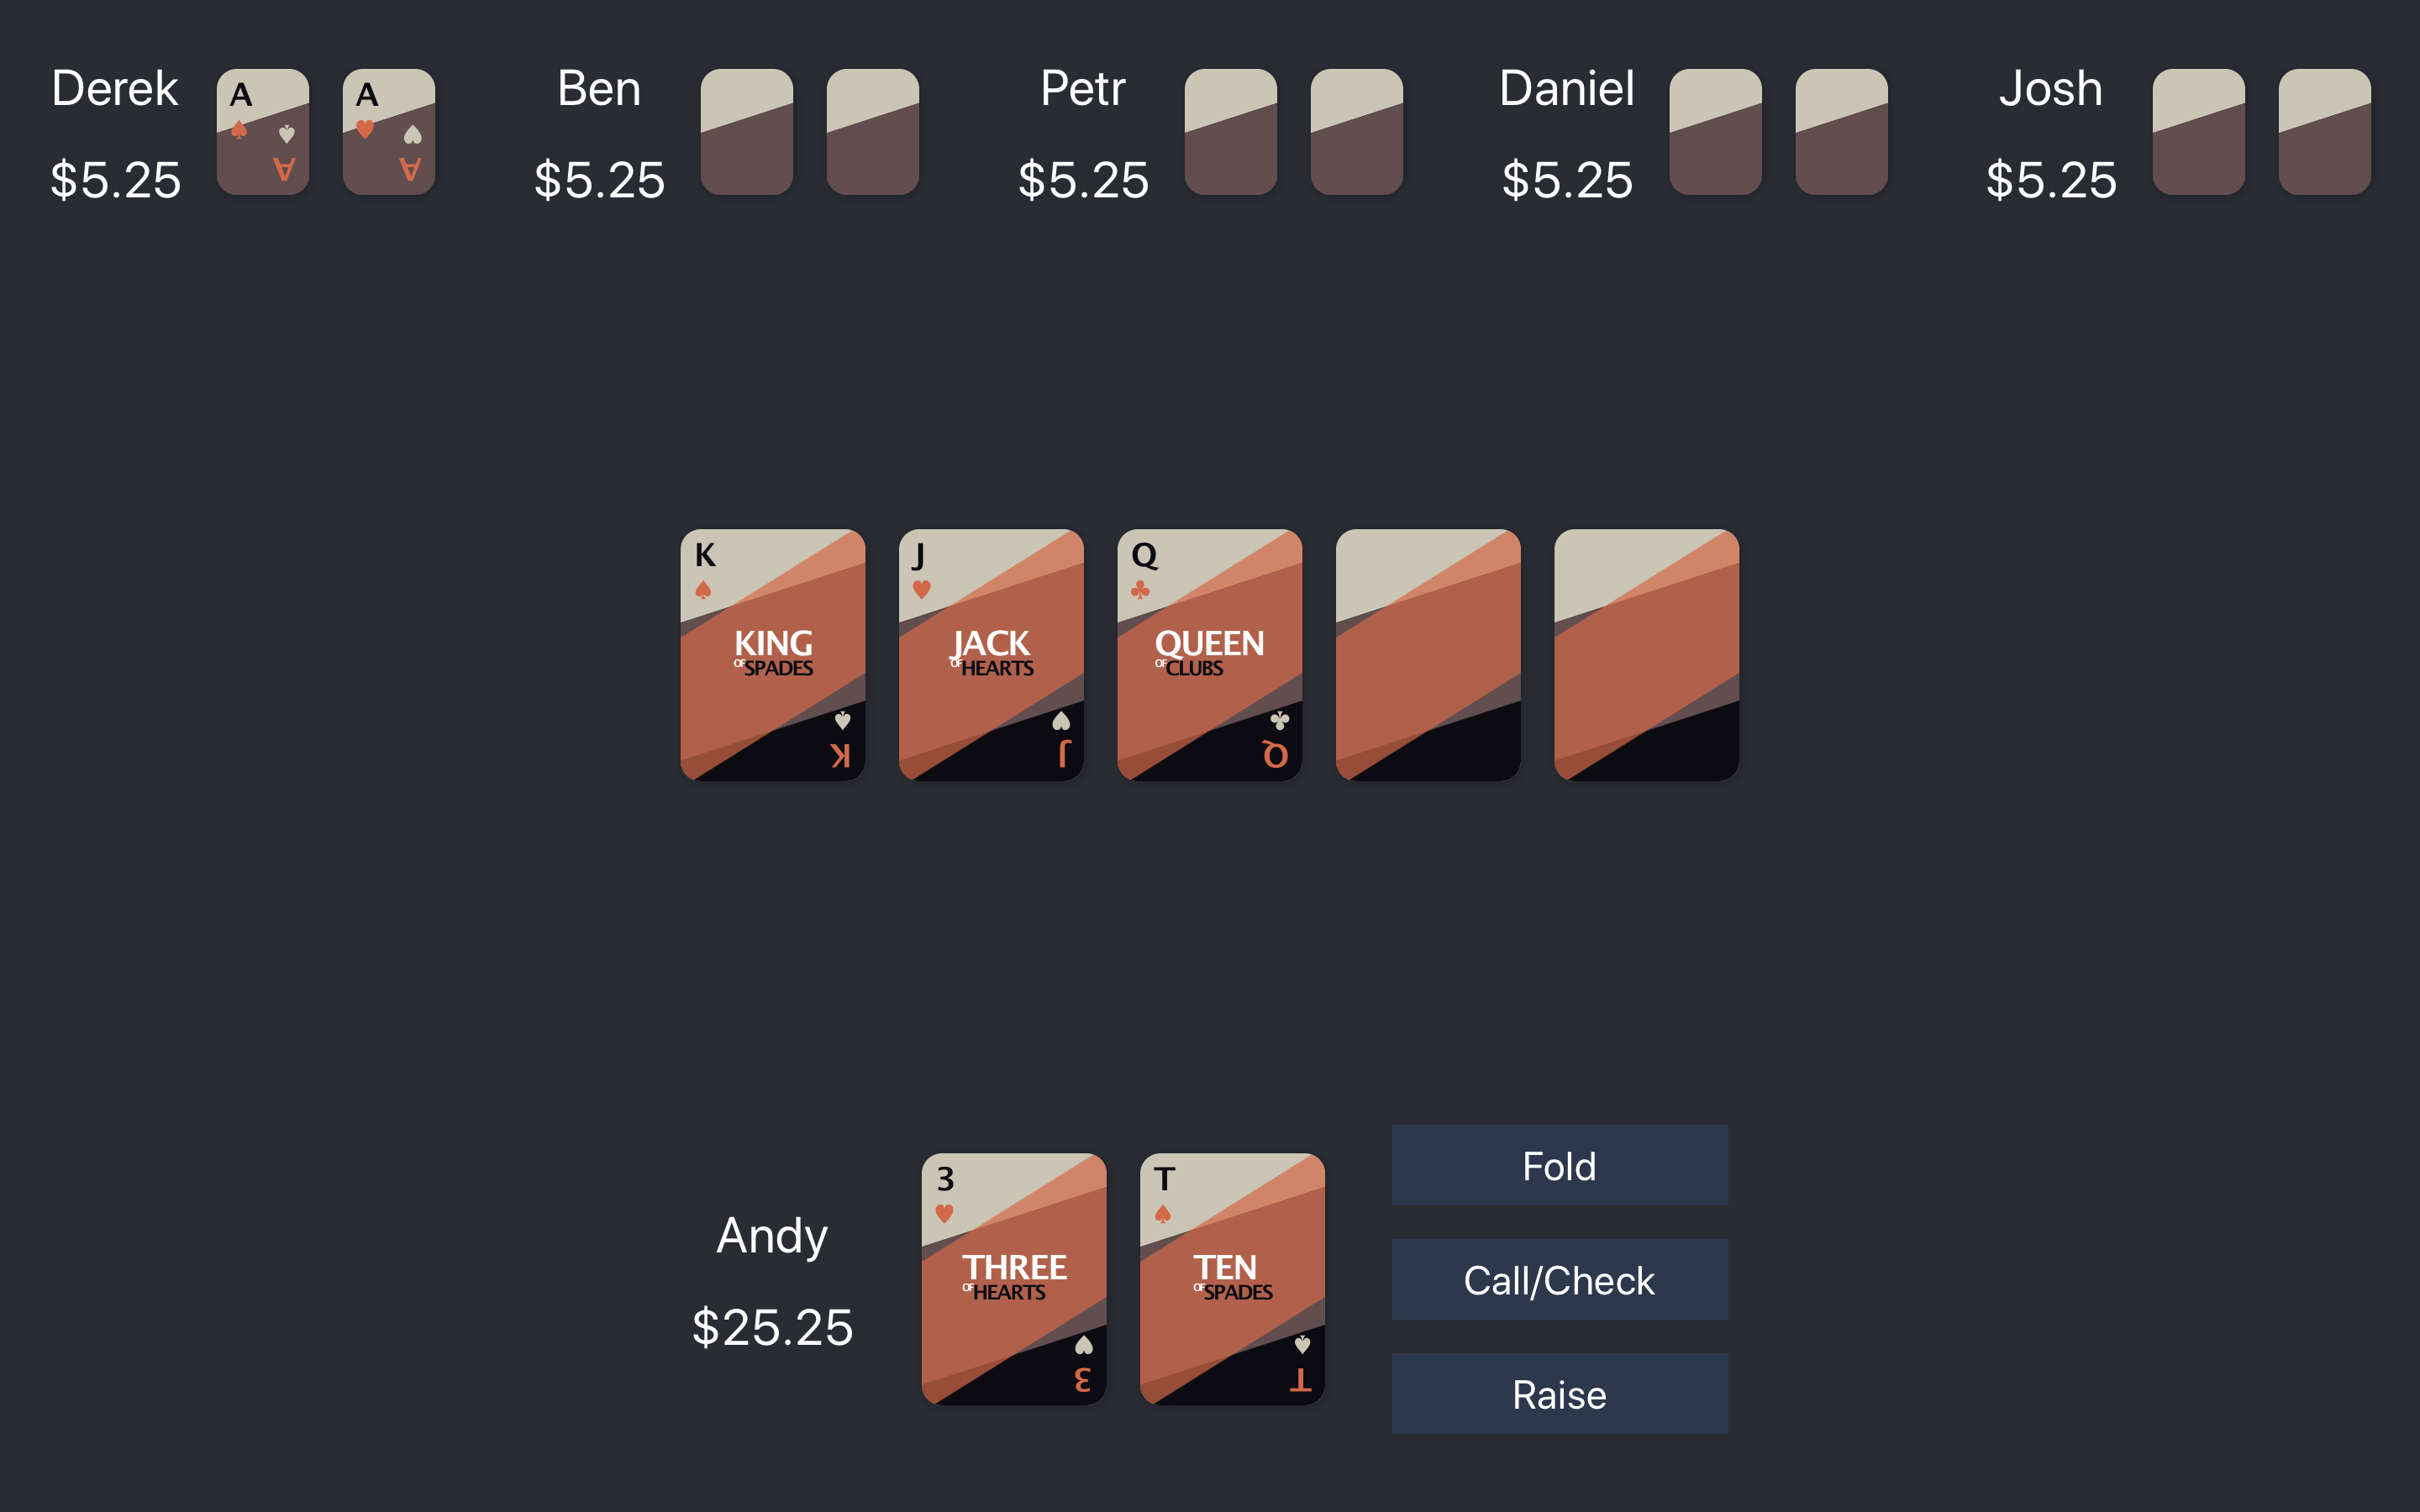 Derek
$5.25
A
♠
♠
A
A
♥
♥
A
Ben
$5.25
Petr
$5.25
Daniel
$5.25
Josh
$5.25
K
♠
KING
OF SPADES
♠
K
J
♥
JACK
OF HEARTS
♥
J
Q
♣
QUEEN
OF CLUBS
♣
Q
Andy
$25.25
3
♥
THREE
OF HEARTS
♥
3
T
♠
TEN
OF SPADES
♠
T
Fold
Call/Check
Raise